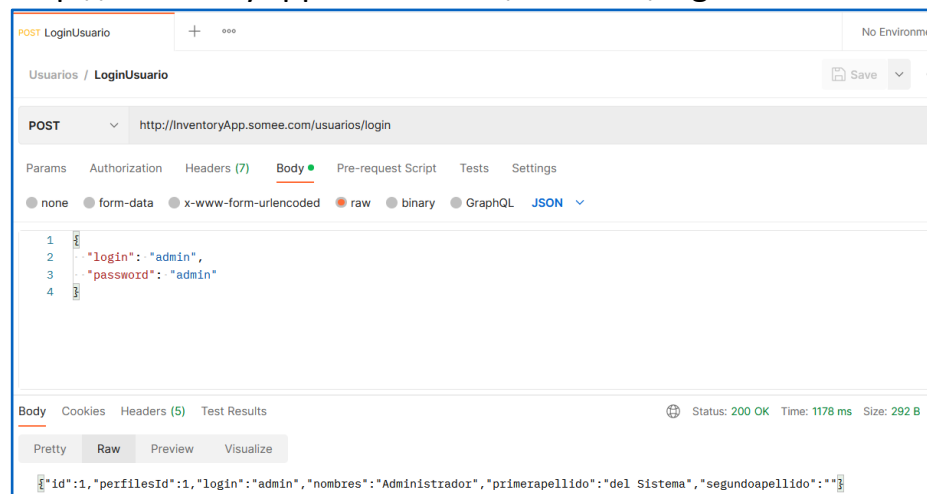 POST LoginUsuario + ooo No Environme
Usuarios / LoginUsuario Save
POST http://InventoryApp.somee.com/usuarios/login
Params Authorization Headers (7) Body Pre-request Script Tests Settings
none form-data x-www-form-urlencoded raw binary GraphQL JSON
1 {
2 "login": "admin",
3 "password": "admin"
4 }
Body Cookies Headers (5) Test Results Status: 200 OK Time: 1178 ms Size: 292 B
Pretty Raw Preview Visualize
{"id":1,"perfilesId":1,"login":"admin","nombres":"Administrador","primerapellido":"del Sistema","segundoapellido":""}